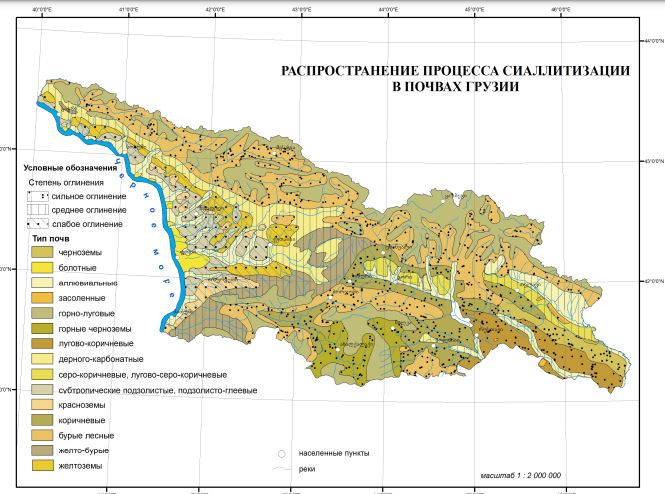 40°0'0"N 41°0'0"N 42°0'0"N 43°0'0"N 44°0'0"N 45°0'0"N 46°0'0"N
44°0'0"N
РАСПРОСТРАНЕНИЕ ПРОЦЕССА СИАЛЛИТИЗАЦИИ
В ПОЧВАХ ГРУЗИИ
43°0'0"N
Черное море
Условные обозначения
Степень оглинения
сильное оглинение
среднее оглинение
слабое оглинение
Тип почв
черноземы
болотные
аллювиальные
42°0'0"N
засоленные
горно-луговые
горные черноземы
лугово-коричневые
дерного-карбонатные
серо-коричневые, лугово-серо-коричневые
субтропические подзолистые, подзолисто-глеевые
красноземы
коричневые
бурые лесные
желто-бурые
желтоземы
населенные пункты
реки
масштаб 1 : 2 000 000